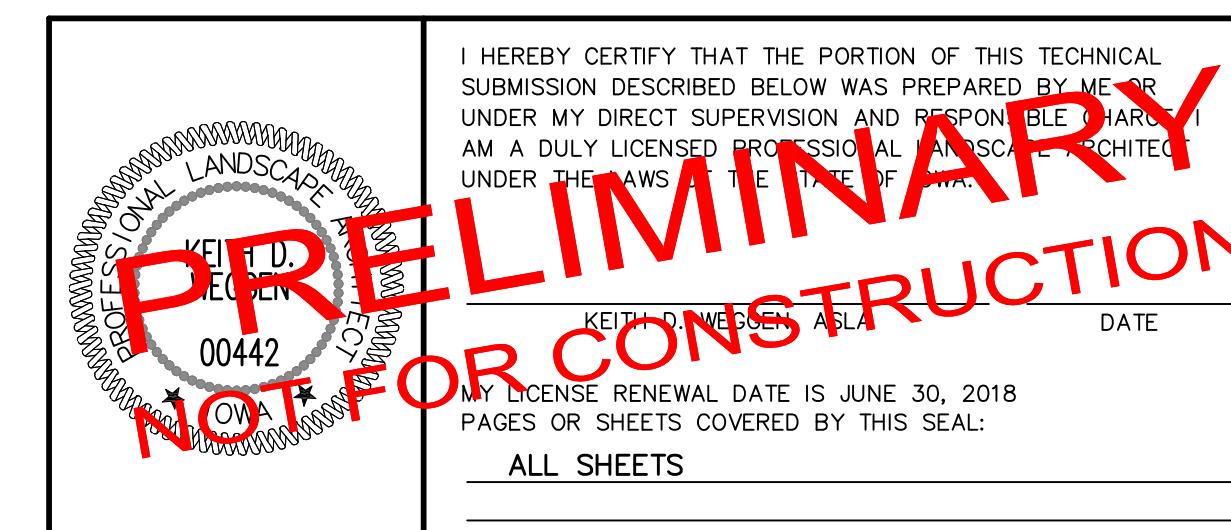 PROFESSIONAL LANDSCAPE ARCHITECT
KEITH D.
WEGGEN
00442
IOWA
I HEREBY CERTIFY THAT THE PORTION OF THIS TECHNICAL
SUBMISSION DESCRIBED BELOW WAS PREPARED BY ME OR
UNDER MY DIRECT SUPERVISION AND RESPONSIBLE CHARGE. I
AM A DULY LICENSED PROFESSIONAL LANDSCAPE ARCHITECT
UNDER THE LAWS OF THE STATE OF IOWA.
KEITH D. WEGGEN, ASLA
DATE
MY LICENSE RENEWAL DATE IS JUNE 30, 2018
PAGES OR SHEETS COVERED BY THIS SEAL:
ALL SHEETS
PRELIMINARY
NOT FOR CONSTRUCTION